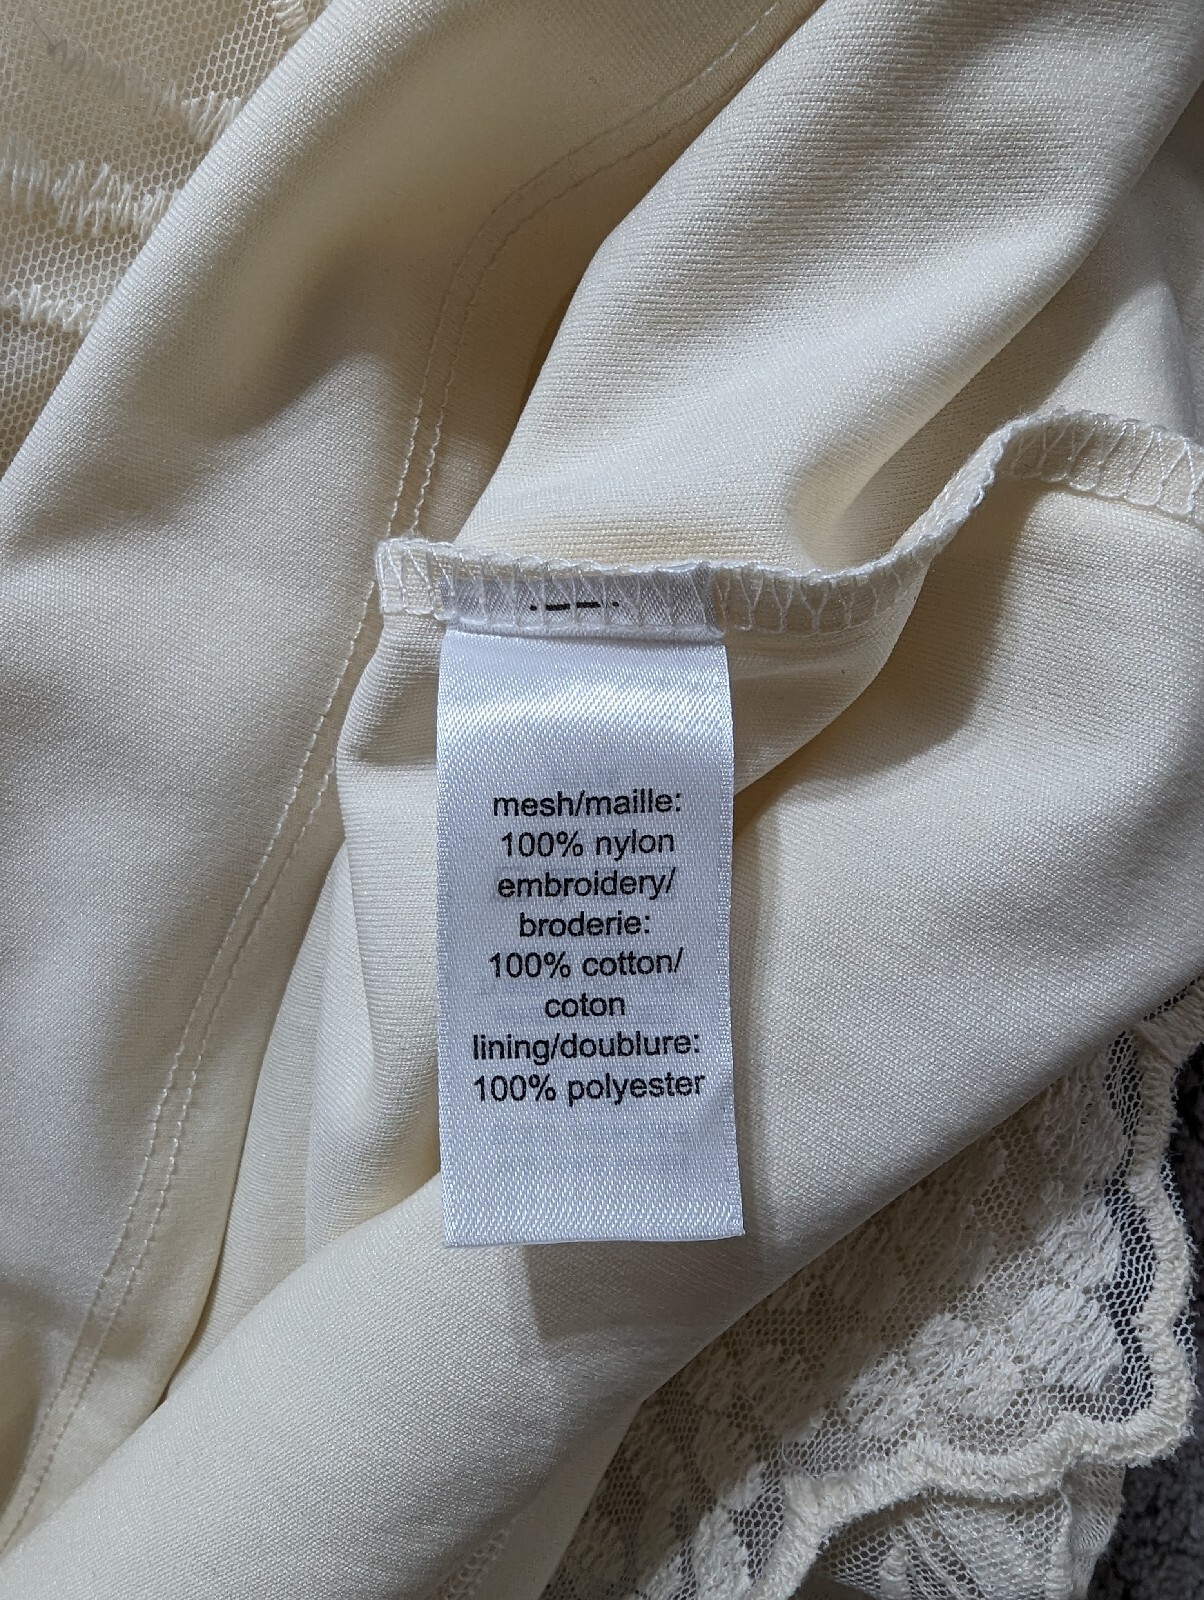 mesh/maille:
100% nylon
embroidery/
broderie:
100% cotton/
coton
lining/doublure:
100% polyester